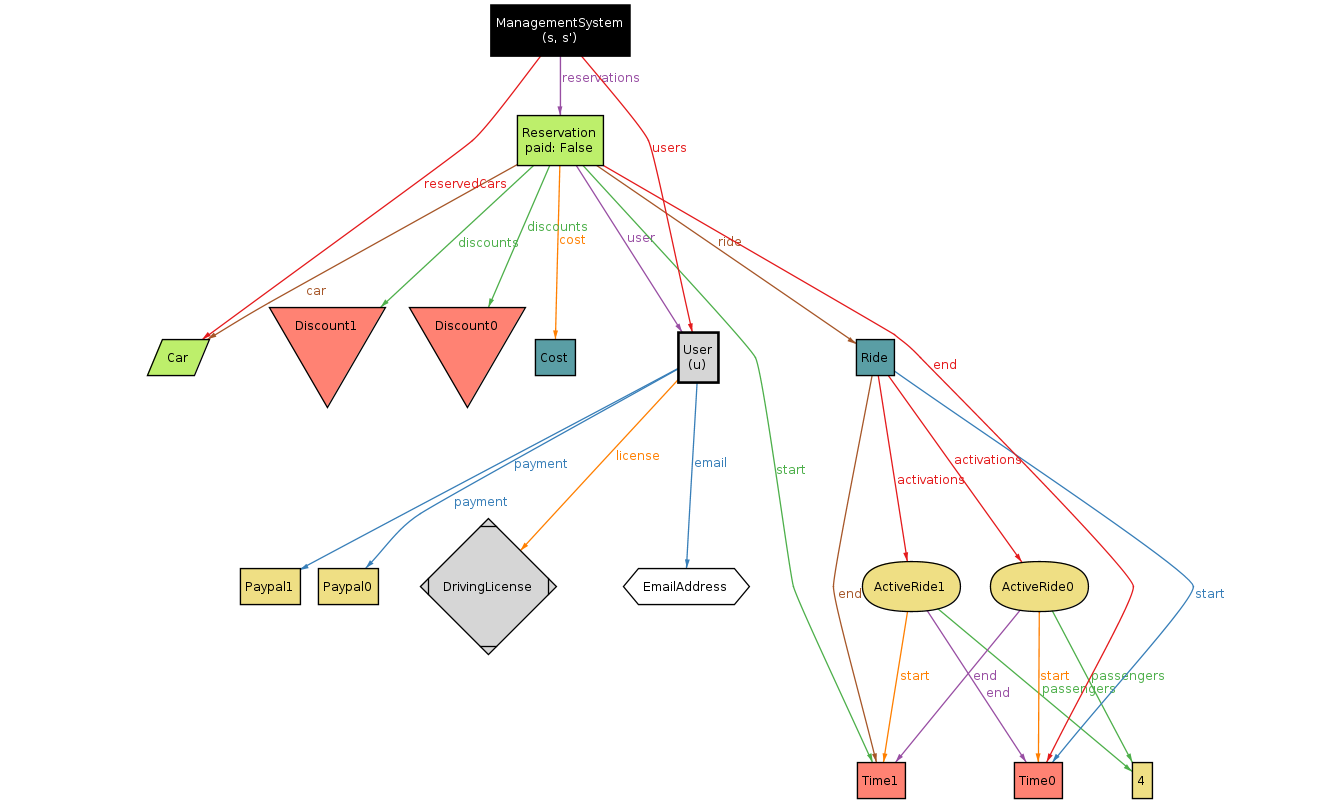 ManagementSystem
(s, s')
reservations
Reservation
paid: False
users
reservedCars
discounts
cost
user
ride
discounts
car
Discount1
Discount0
Car
Cost
User
(u)
Ride
end
payment
license
email
start
activations
activations
payment
Paypal1
Paypal0
DrivingLicense
EmailAddress
end
ActiveRide1
ActiveRide0
start
start
end
start
passengers
end
passengers
Time1
Time0
4